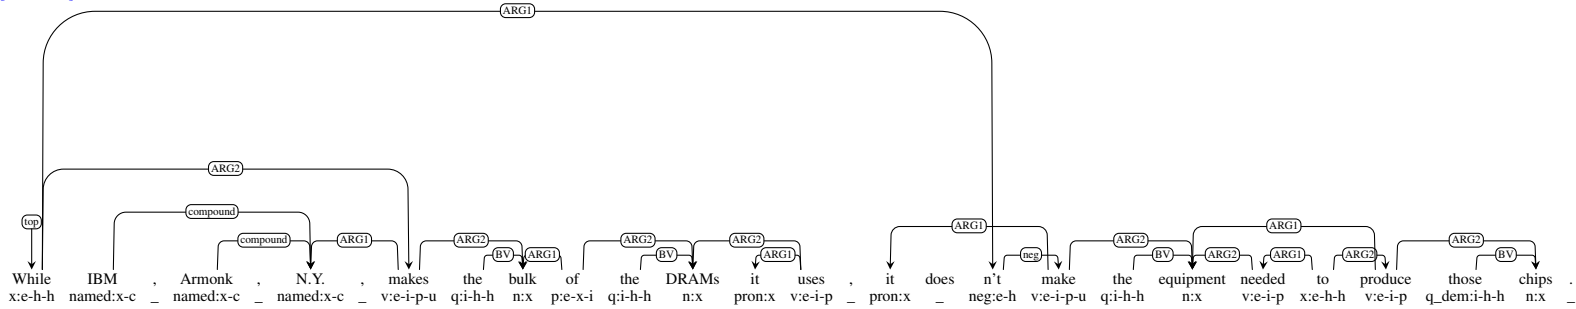 ARG1
ARG2
top
compound
ARG1
compound ARG1 ARG2 ARG2 ARG2 ARG2 ARG1 ARG2
BV ARG1 BV ARG1 neg BV ARG2 ARG1 ARG2 BV
While IBM , Armonk , N.Y. , makes the bulk of the DRAMs it uses , it does n't make the equipment needed to produce those chips .
x:e-h-h named:x-c _ named:x-c _ named:x-c _ v:e-i-p-u q:i-h-h n:x p:e-x-i q:i-h-h n:x pron:x v:e-i-p _ pron:x _ neg:e-h v:e-i-p-u q:i-h-h n:x v:e-i-p x:e-h-h v:e-i-p q_dem:i-h-h n:x _